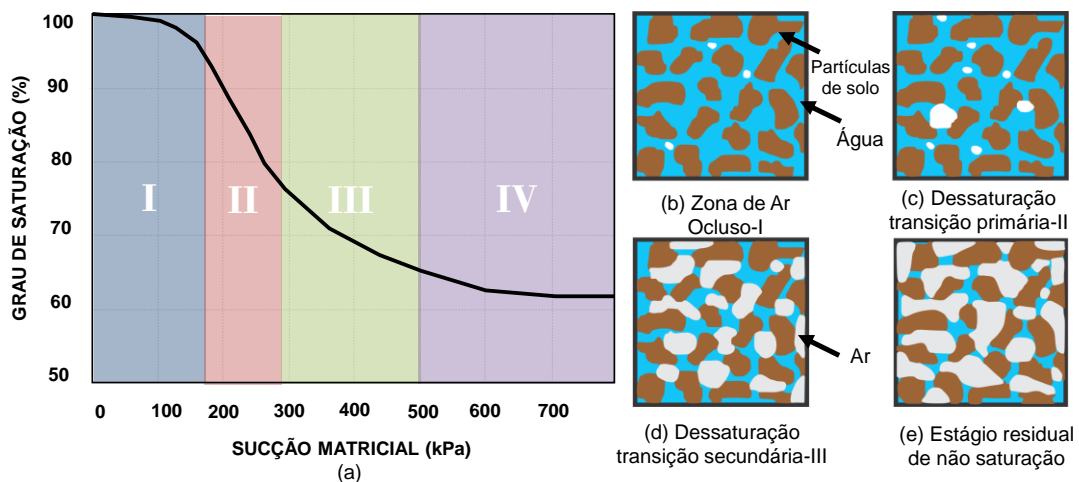 GRAU DE SATURAÇÃO (%)
100
90
80
70
60
50
I
II
III
IV
0
100
200
300
400
500
600
700
SUCÇÃO MATRICIAL (kPa)
(a)
Partículas
de solo
Água
(b) Zona de Ar
Ocluso-I
(c) Dessaturação
transição primária-II
Ar
(d) Dessaturação
transição secundária-III
(e) Estágio residual
de não saturação